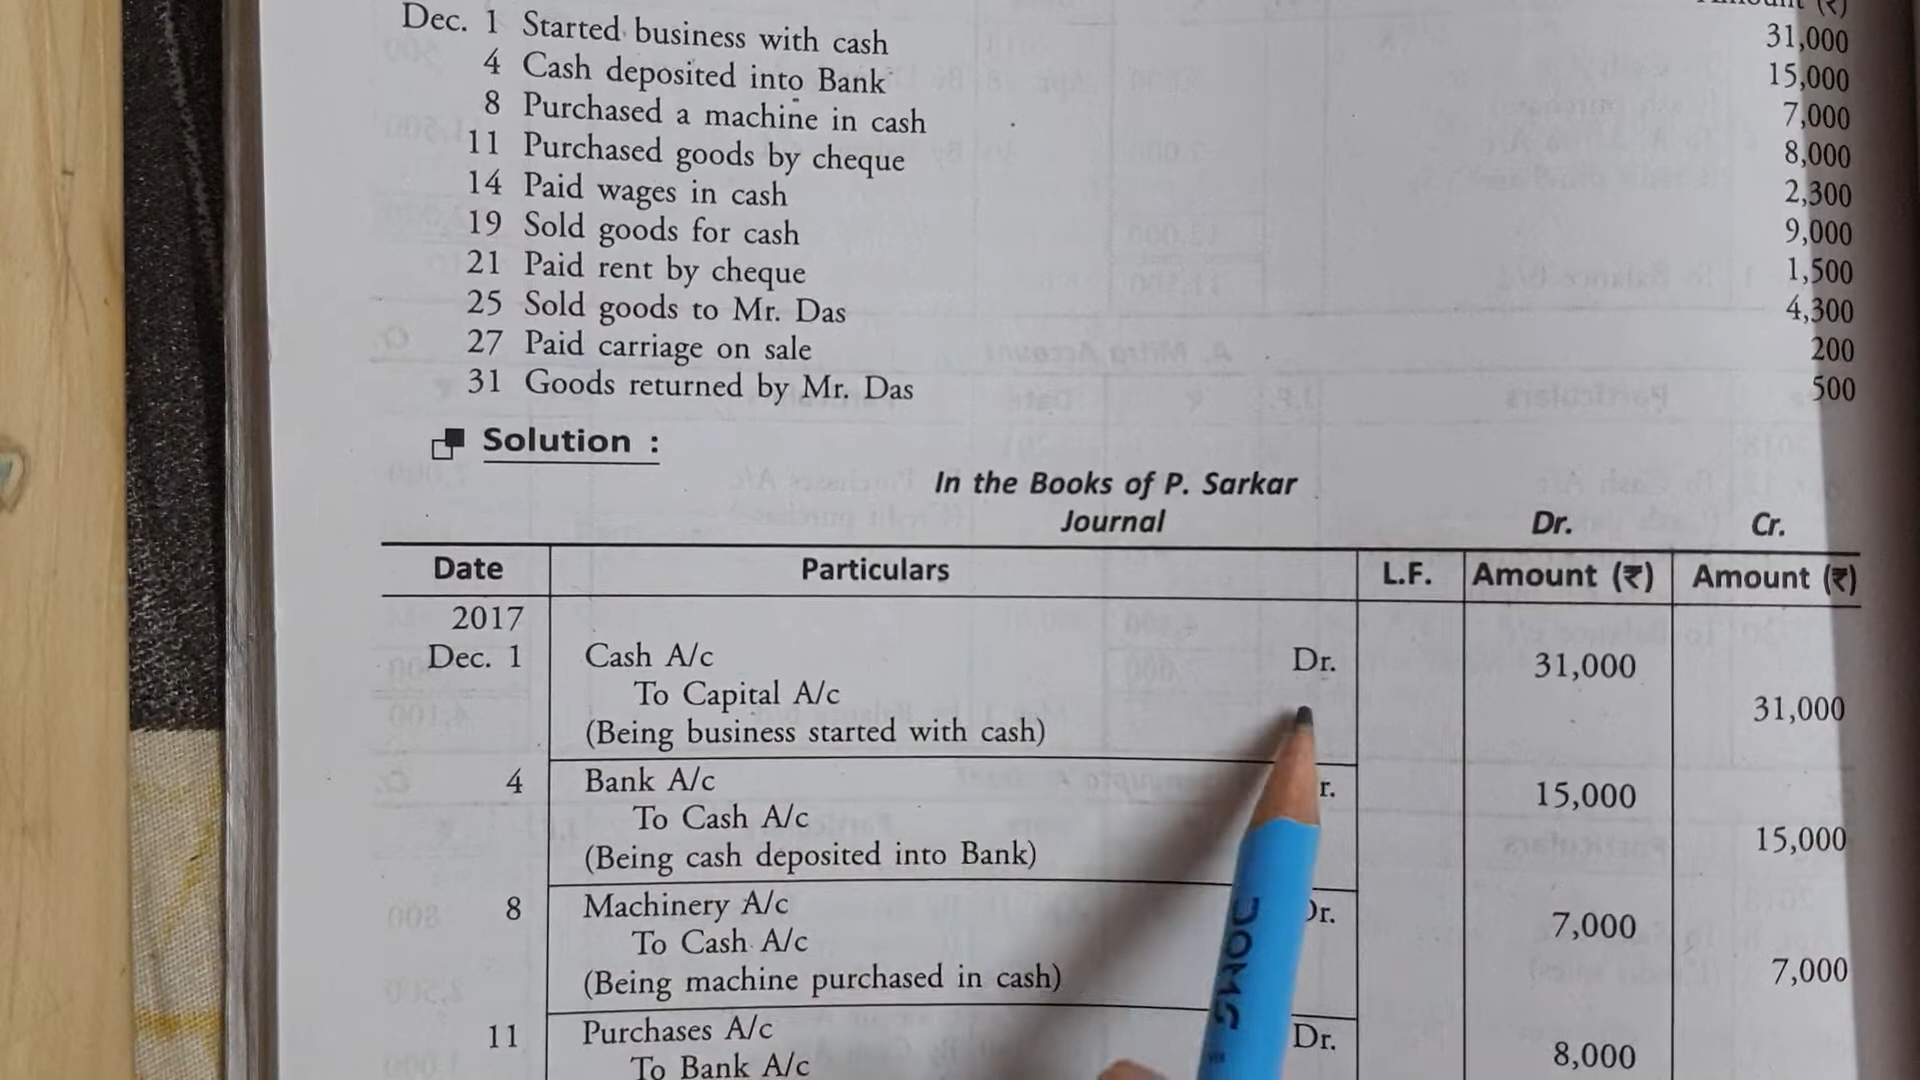 Dec. 1 Started business with cash 31,000
4 Cash deposited into Bank 15,000
8 Purchased a machine in cash 7,000
11 Purchased goods by cheque 8,000
14 Paid wages in cash 2,300
19 Sold goods for cash 9,000
21 Paid rent by cheque 1,500
25 Sold goods to Mr. Das 4,300
27 Paid carriage on sale 200
31 Goods returned by Mr. Das 500
Solution :
In the Books of P. Sarkar
Journal Dr. Cr.
Date Particulars L.F. Amount (₹) Amount (₹)
2017
Dec. 1 Cash A/c Dr. 31,000
To Capital A/c 31,000
(Being business started with cash)
4 Bank A/c r. 15,000
To Cash A/c 15,000
(Being cash deposited into Bank)
8 Machinery A/c Dr. 7,000
To Cash A/c 7,000
(Being machine purchased in cash)
11 Purchases A/c Dr. 8,000
To Bank A/c
DOMS